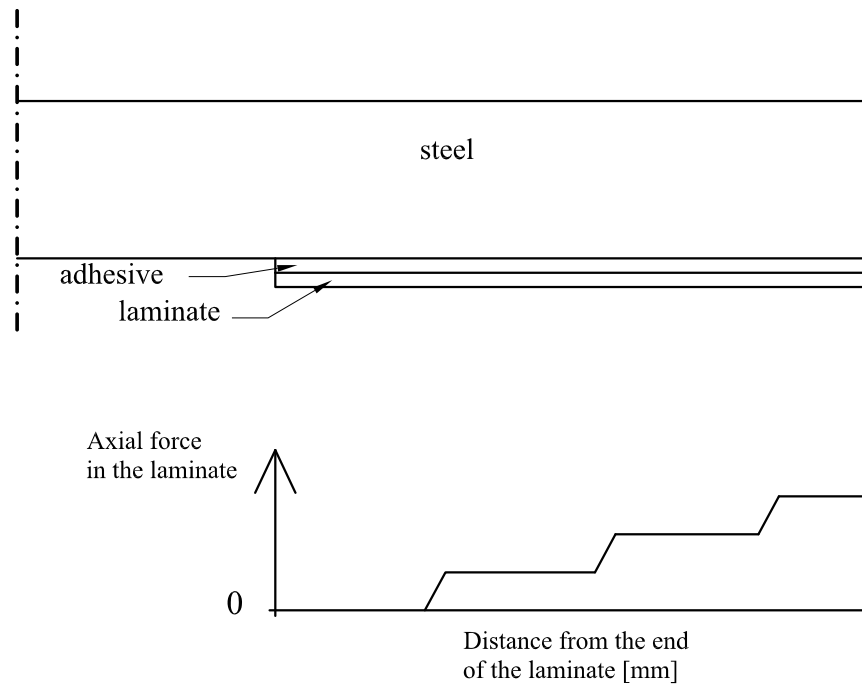 steel
adhesive
laminate
Axial force
in the laminate
0
Distance from the end
of the laminate [mm]